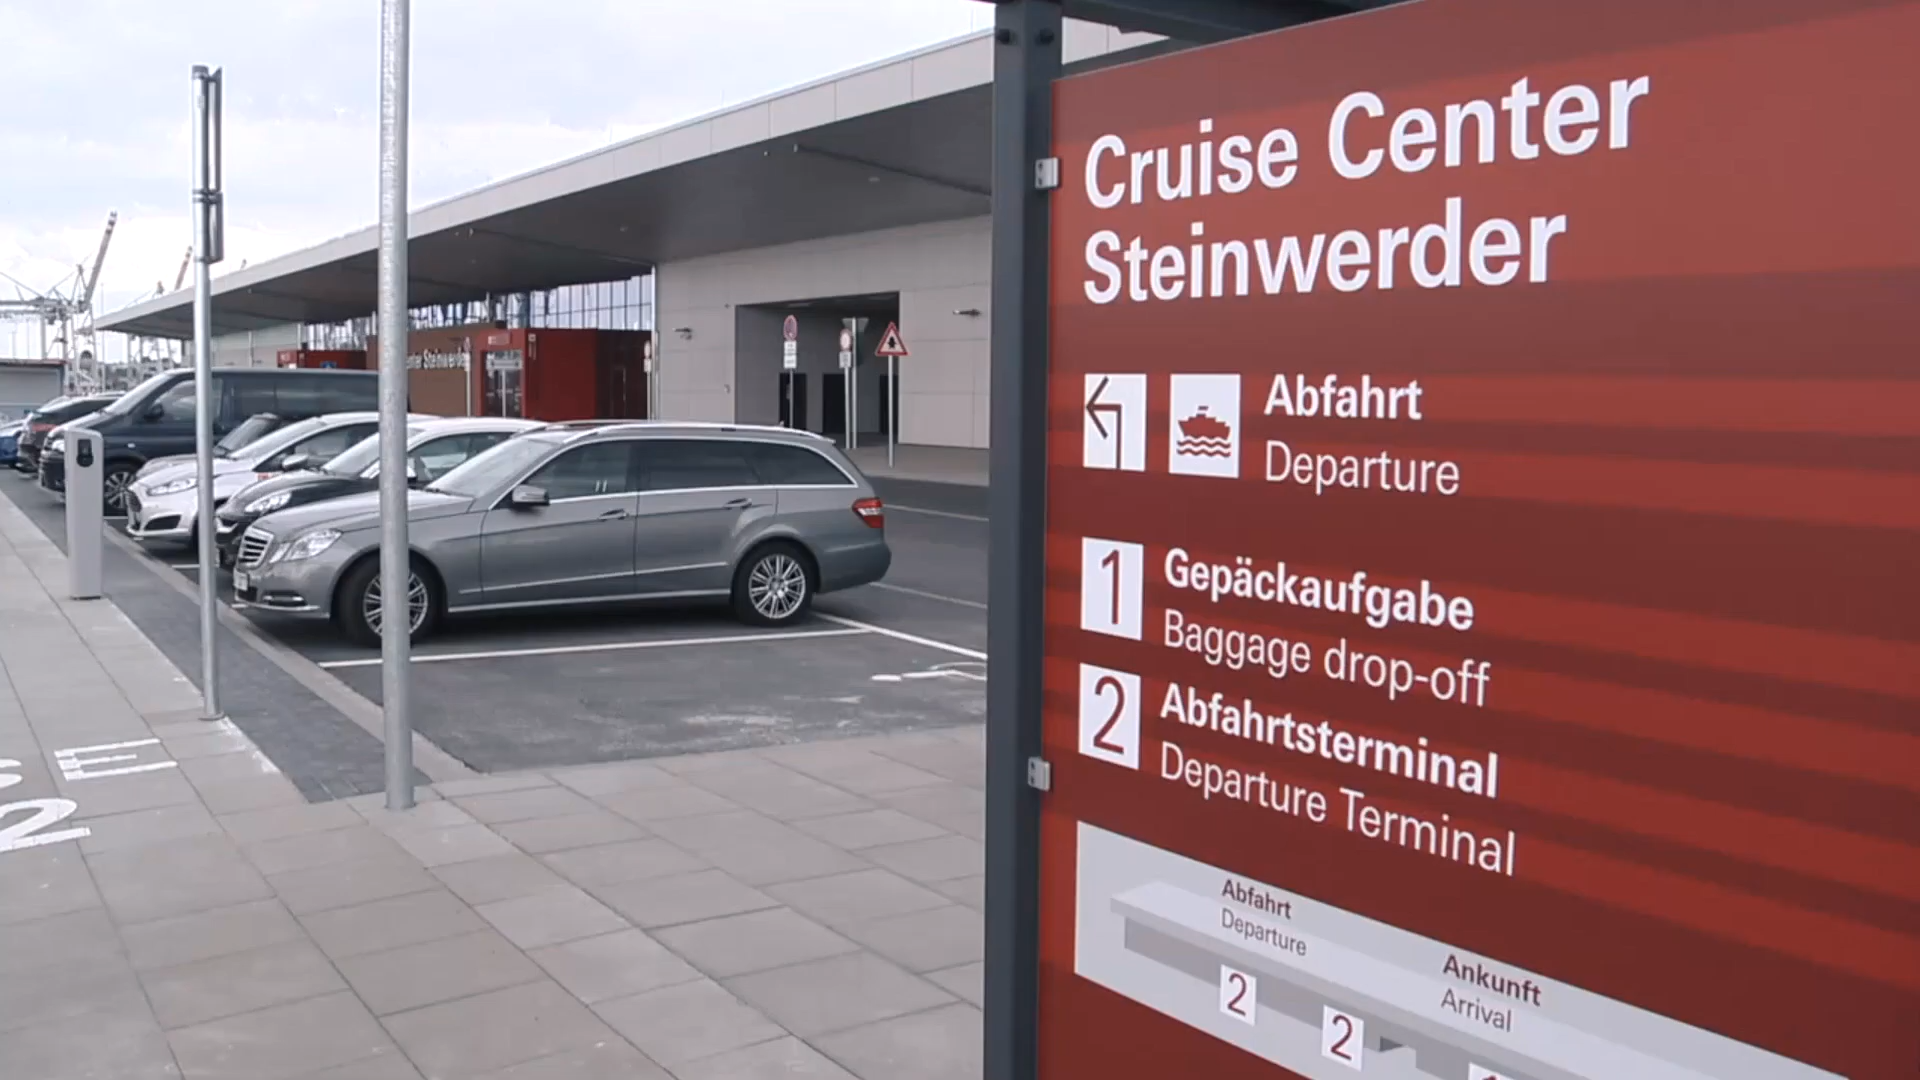 Cruise Center
Steinwerder
Abfahrt
Departure
1
Gepäckaufgabe
Baggage drop-off
2
Abfahrtsterminal
Departure Terminal
Abfahrt
Departure
Ankunft
Arrival
2
2
Steinwerder